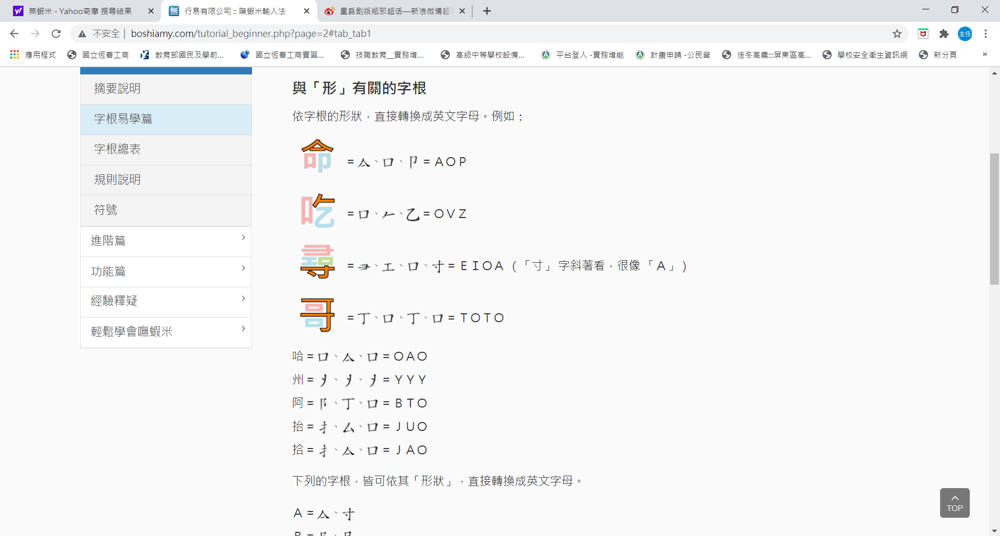 無蝦米 - Yahoo奇摩 搜尋結果
行易有限公司 :: 嘸蝦米輸入法
重启剧版瓶邪超话—新浪微博超
不安全 | boshiamy.com/tutorial_beginner.php?page=2#tab_tab1
主任
應用程式 國立恆春工商 教育部國民及學前... 國立恆春工商實習... 技職教育__實務增... 高級中等學校設備... 平台登入 -實務增能 計畫申請 -公民營 佳冬高農:::屏東區高... 學校安全衛生資訊網 新分頁 »
摘要說明
字根易學篇
字根總表
規則說明
符號
進階篇
功能篇
經驗釋疑
輕鬆學會嘸蝦米
與「形」有關的字根
依字根的形狀，直接轉換成英文字母。例如：
命 = 亼、口、卩 = A O P
吃 = 口、𠂉、乙 = O V Z
尋 = 彐、工、口、寸 = E I O A （「寸」 字斜著看，很像 「A」 ）
哥 = 丁、口、丁、口 = T O T O
哈 = 口、亼、口 = O A O
州 = 丿、丿、丿 = Y Y Y
阿 = 阝、丁、口 = B T O
抬 = 扌、厶、口 = J U O
拾 = 扌、亼、口 = J A O
下列的字根，皆可依其「形狀」，直接轉換成英文字母。
A = 亼、寸
TOP